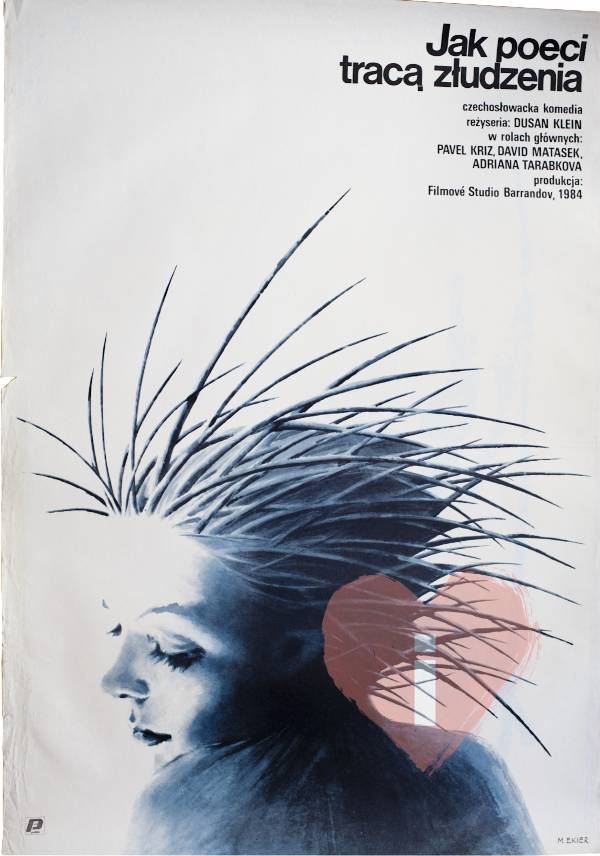 Jak poeci
tracą złudzenia
czechosłowacka komedia
reżyseria: DUSAN KLEIN
w rolach głównych:
PAVEL KRIZ, DAVID MATASEK,
ADRIANA TARABKOVA
produkcja:
Filmové Studio Barrandov, 1984
i
P
M. EKIER